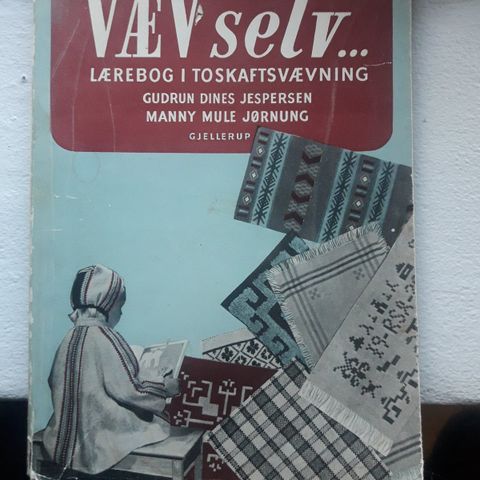 VÆV selv...
LÆREBOG I TOSKAFTSVÆVNING
GUDRUN DINES JESPERSEN
MANNY MULE JØRNUNG
GJELLERUP